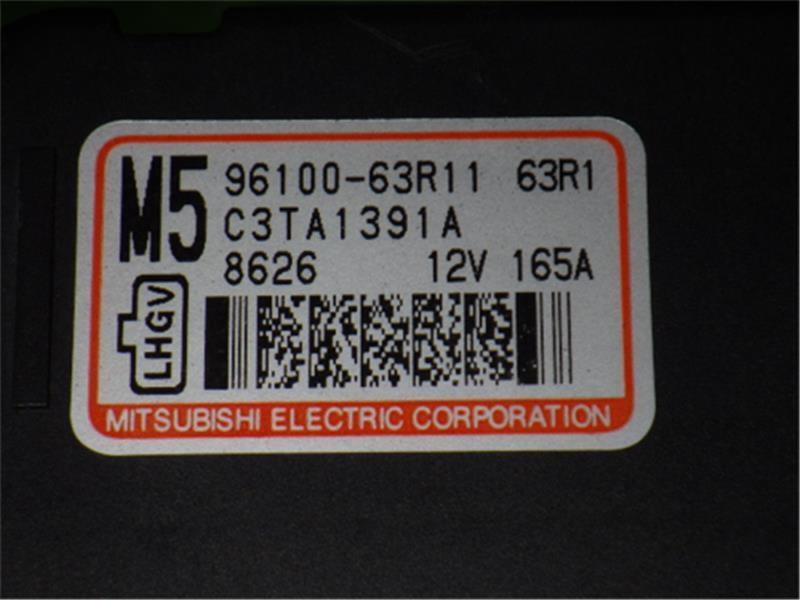 M5 96100-63R11 63R1
C3TA1391A
8626 12V 165A
LHGV
MITSUBISHI ELECTRIC CORPORATION